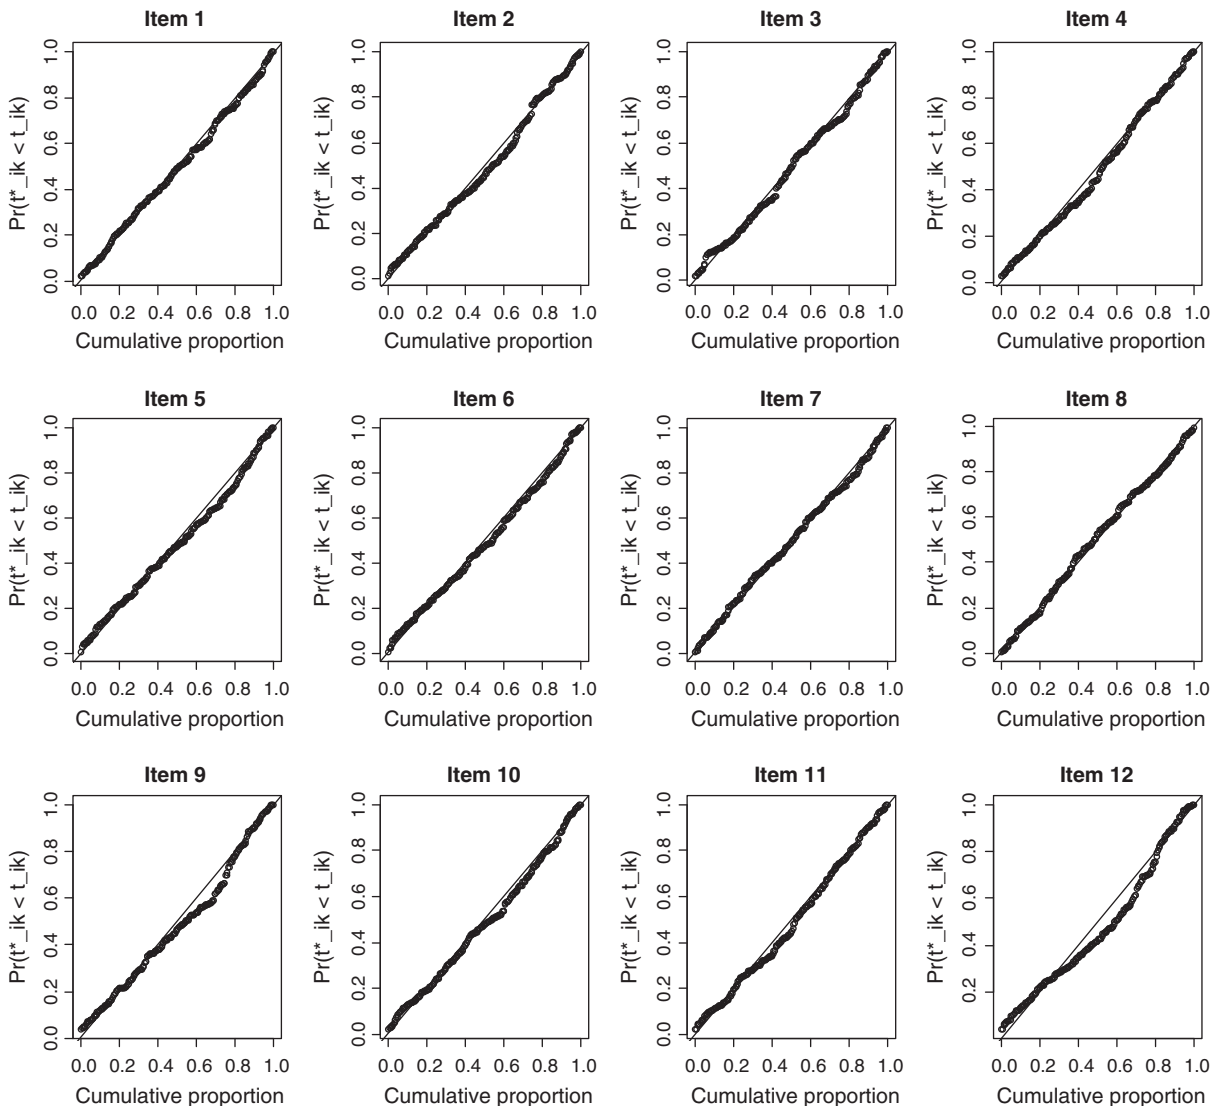 Item 1 Item 2 Item 3 Item 4
Pr(t*_ik < t_ik) Pr(t*_ik < t_ik) Pr(t*_ik < t_ik) Pr(t*_ik < t_ik)
1.0 1.0 1.0 1.0
0.8 0.8 0.8 0.8
0.6 0.6 0.6 0.6
0.4 0.4 0.4 0.4
0.2 0.2 0.2 0.2
0.0 0.0 0.0 0.0
0.0 0.2 0.4 0.6 0.8 1.0 0.0 0.2 0.4 0.6 0.8 1.0 0.0 0.2 0.4 0.6 0.8 1.0 0.0 0.2 0.4 0.6 0.8 1.0
Cumulative proportion Cumulative proportion Cumulative proportion Cumulative proportion
Item 5 Item 6 Item 7 Item 8
Pr(t*_ik < t_ik) Pr(t*_ik < t_ik) Pr(t*_ik < t_ik) Pr(t*_ik < t_ik)
1.0 1.0 1.0 1.0
0.8 0.8 0.8 0.8
0.6 0.6 0.6 0.6
0.4 0.4 0.4 0.4
0.2 0.2 0.2 0.2
0.0 0.0 0.0 0.0
0.0 0.2 0.4 0.6 0.8 1.0 0.0 0.2 0.4 0.6 0.8 1.0 0.0 0.2 0.4 0.6 0.8 1.0 0.0 0.2 0.4 0.6 0.8 1.0
Cumulative proportion Cumulative proportion Cumulative proportion Cumulative proportion
Item 9 Item 10 Item 11 Item 12
Pr(t*_ik < t_ik) Pr(t*_ik < t_ik) Pr(t*_ik < t_ik) Pr(t*_ik < t_ik)
1.0 1.0 1.0 1.0
0.8 0.8 0.8 0.8
0.6 0.6 0.6 0.6
0.4 0.4 0.4 0.4
0.2 0.2 0.2 0.2
0.0 0.0 0.0
0.0 0.2 0.4 0.6 0.8 1.0 0.0 0.2 0.4 0.6 0.8 1.0 0.0 0.2 0.4 0.6 0.8 1.0 0.0 0.2 0.4 0.6 0.8 1.0
Cumulative proportion Cumulative proportion Cumulative proportion Cumulative proportion